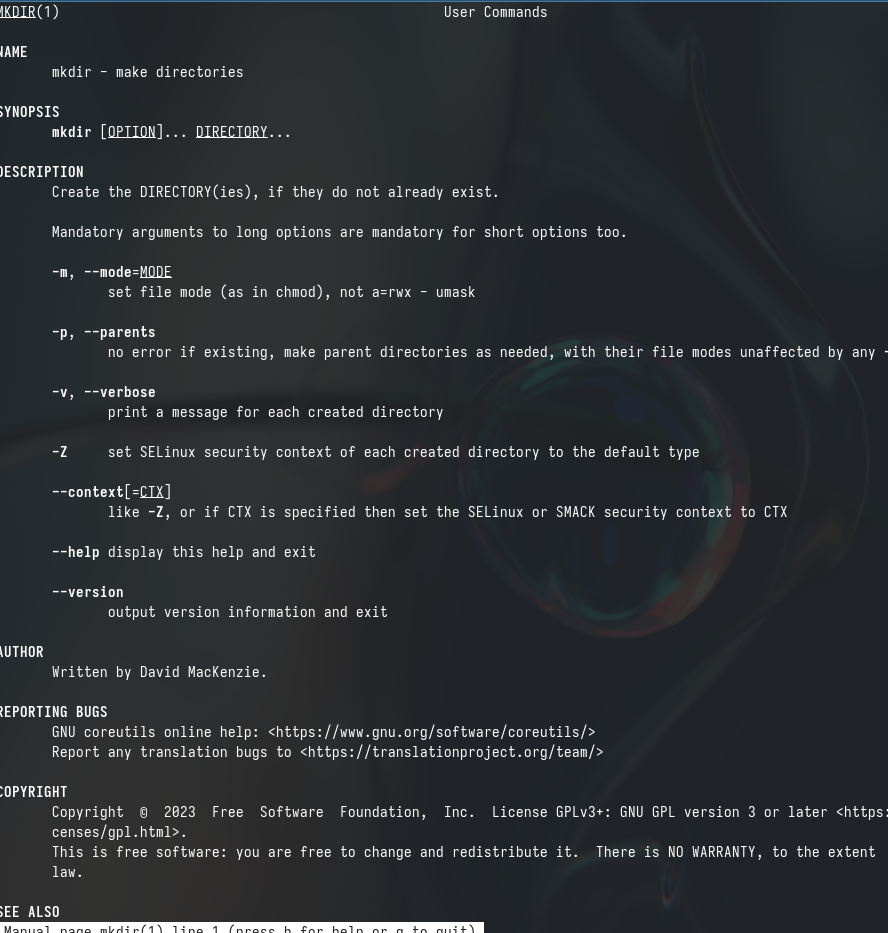 MKDIR(1) User Commands
NAME
mkdir - make directories
SYNOPSIS
mkdir [OPTION]... DIRECTORY...
DESCRIPTION
Create the DIRECTORY(ies), if they do not already exist.
Mandatory arguments to long options are mandatory for short options too.
-m, --mode=MODE
set file mode (as in chmod), not a=rwx - umask
-p, --parents
no error if existing, make parent directories as needed, with their file modes unaffected by any -
-v, --verbose
print a message for each created directory
-Z set SELinux security context of each created directory to the default type
--context[=CTX]
like -Z, or if CTX is specified then set the SELinux or SMACK security context to CTX
--help display this help and exit
--version
output version information and exit
AUTHOR
Written by David MacKenzie.
REPORTING BUGS
GNU coreutils online help: <https://www.gnu.org/software/coreutils/>
Report any translation bugs to <https://translationproject.org/team/>
COPYRIGHT
Copyright © 2023 Free Software Foundation, Inc. License GPLv3+: GNU GPL version 3 or later <https:
censes/gpl.html>.
This is free software: you are free to change and redistribute it. There is NO WARRANTY, to the extent
law.
SEE ALSO
Manual page mkdir(1) line 1 (press h for help or q to quit)